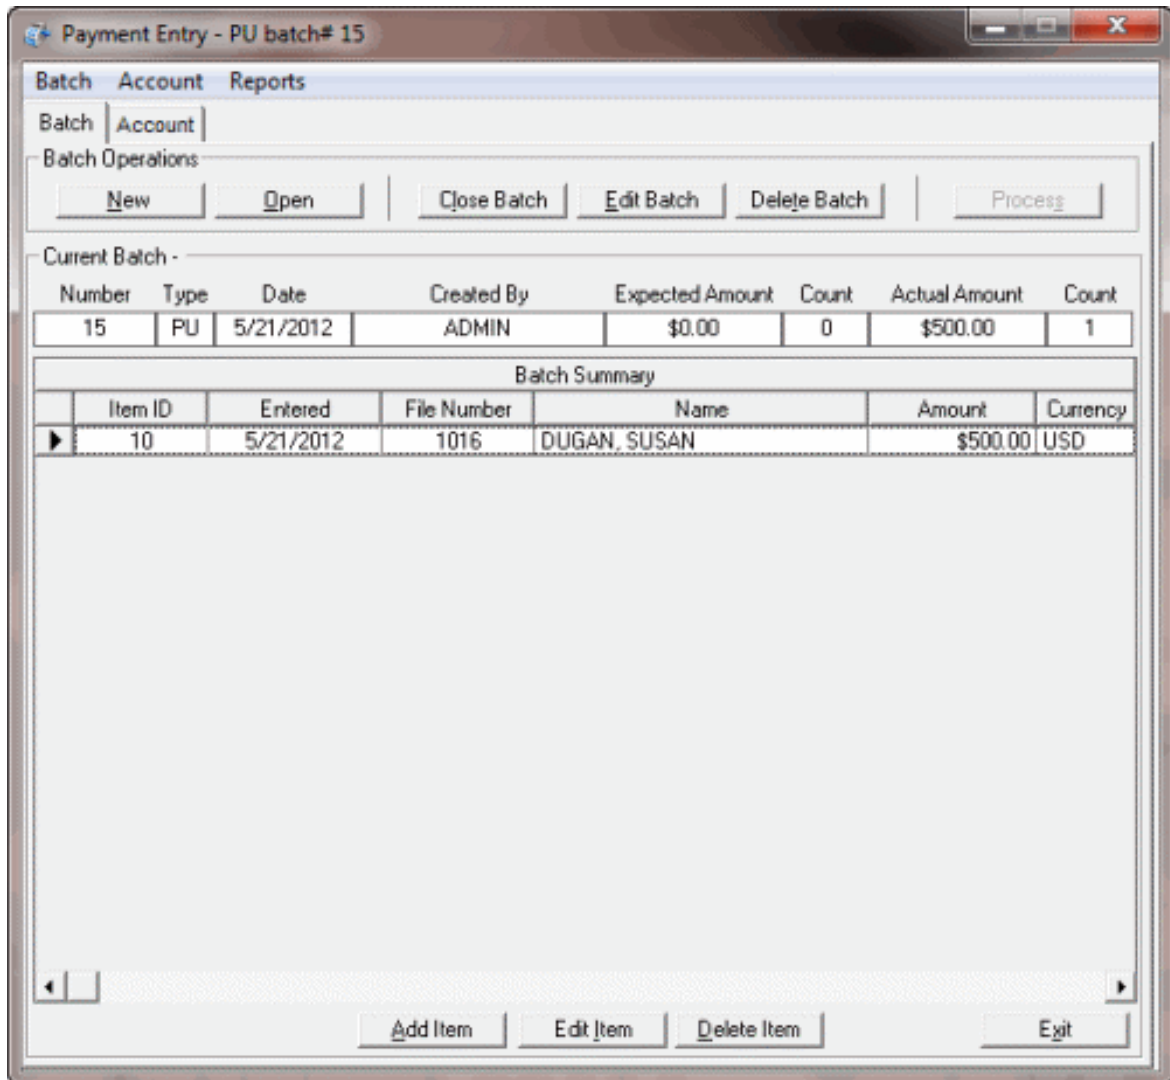 Payment Entry - PU batch# 15
Batch Account Reports
Batch Account
Batch Operations
New Open Close Batch Edit Batch Delete Batch Process
Current Batch -
Number Type Date Created By Expected Amount Count Actual Amount Count
15 PU 5/21/2012 ADMIN $0.00 0 $500.00 1
Batch Summary
Item ID Entered File Number Name Amount Currency
10 5/21/2012 1016 DUGAN, SUSAN $500.00 USD
Add Item Edit Item Delete Item Exit